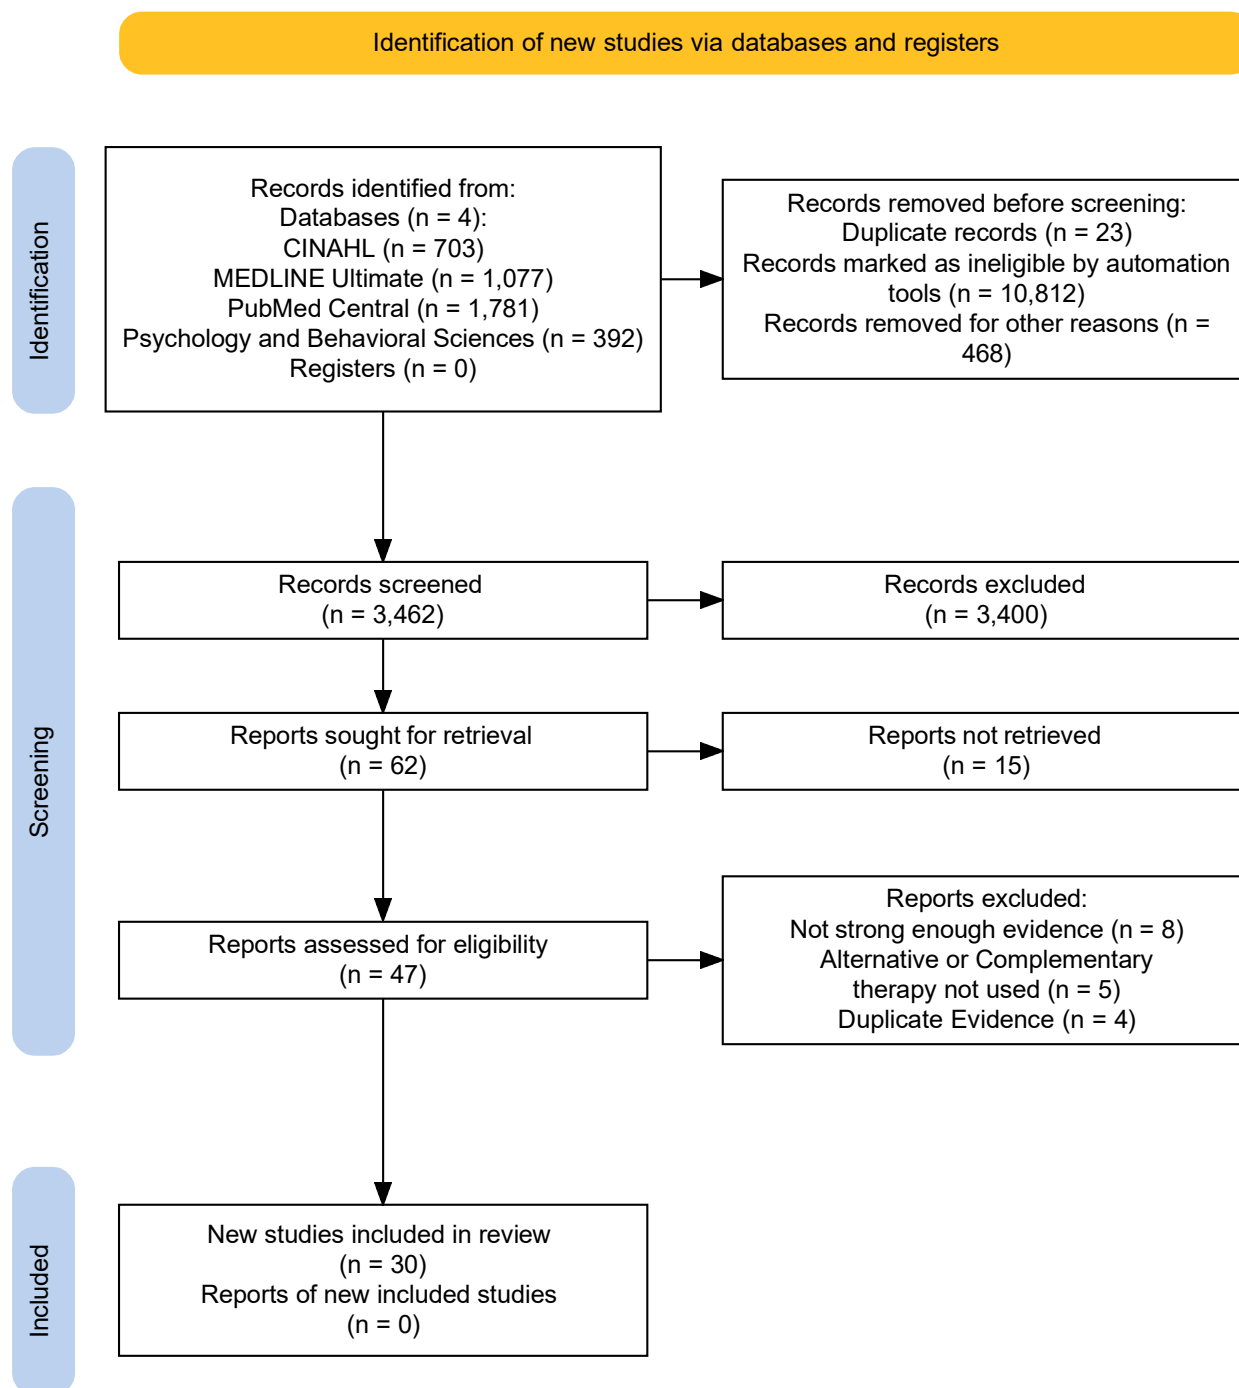 Identification of new studies via databases and registers
Identification
Records identified from:
Databases (n = 4):
CINAHL (n = 703)
MEDLINE Ultimate (n = 1,077)
PubMed Central (n = 1,781)
Psychology and Behavioral Sciences (n = 392)
Registers (n = 0)
Records removed before screening:
Duplicate records (n = 23)
Records marked as ineligible by automation
tools (n = 10,812)
Records removed for other reasons (n =
468)
Screening
Records screened
(n = 3,462)
Records excluded
(n = 3,400)
Reports sought for retrieval
(n = 62)
Reports not retrieved
(n = 15)
Reports assessed for eligibility
(n = 47)
Reports excluded:
Not strong enough evidence (n = 8)
Alternative or Complementary
therapy not used (n = 5)
Duplicate Evidence (n = 4)
Included
New studies included in review
(n = 30)
Reports of new included studies
(n = 0)